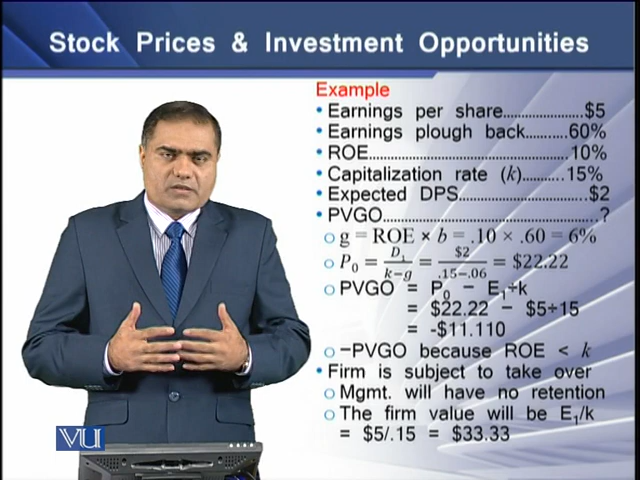 Stock Prices & Investment Opportunities
Example
• Earnings per share......................$5
• Earnings plough back..........60%
• ROE.............................................10%
• Capitalization rate (k)..........15%
• Expected DPS.............................$2
• PVGO.............................................?
o g = ROE × b = .10 × .60 = 6%
o P₀ = D₁/k−g = $2/.15−.06 = $22.22
o PVGO = P₀ − E₁÷k
= $22.22 − $5÷15
= -$11.110
o −PVGO because ROE < k
• Firm is subject to take over
o Mgmt. will have no retention
o The firm value will be E₁/k
= $5/.15 = $33.33
VU